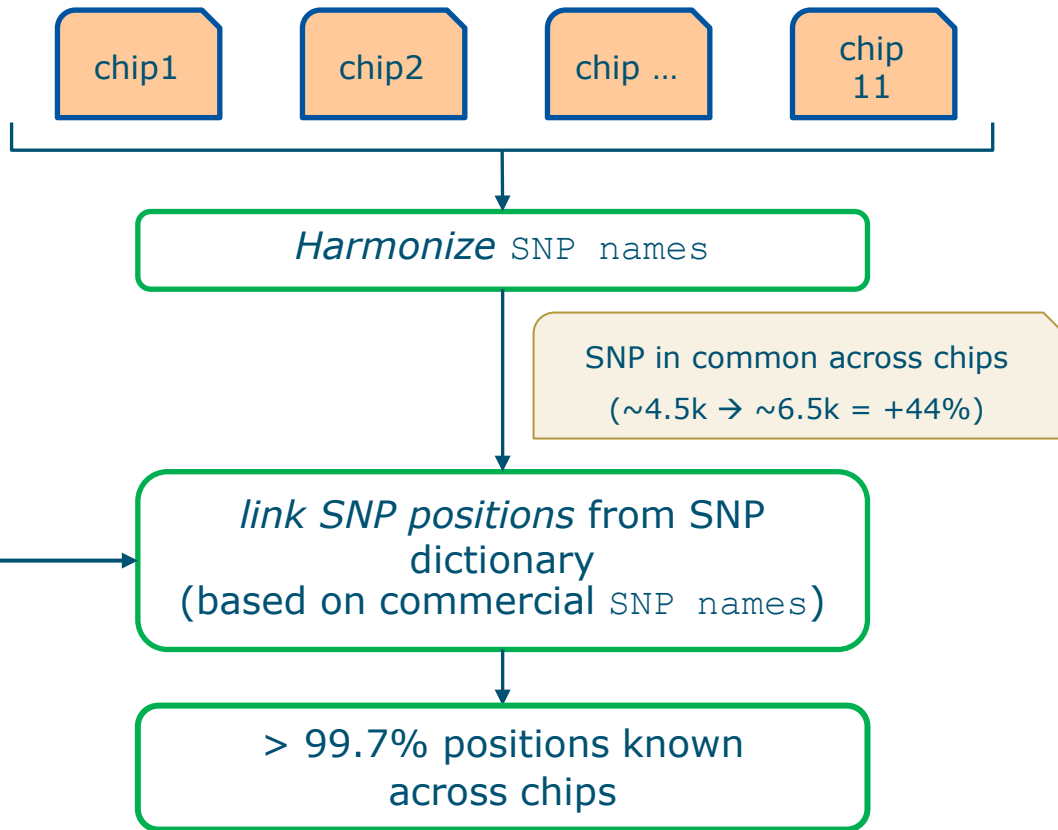 chip1
chip2
chip …
chip
11
Harmonize SNP names
SNP in common across chips
(~4.5k → ~6.5k = +44%)
link SNP positions from SNP
dictionary
(based on commercial SNP names)
> 99.7% positions known
across chips